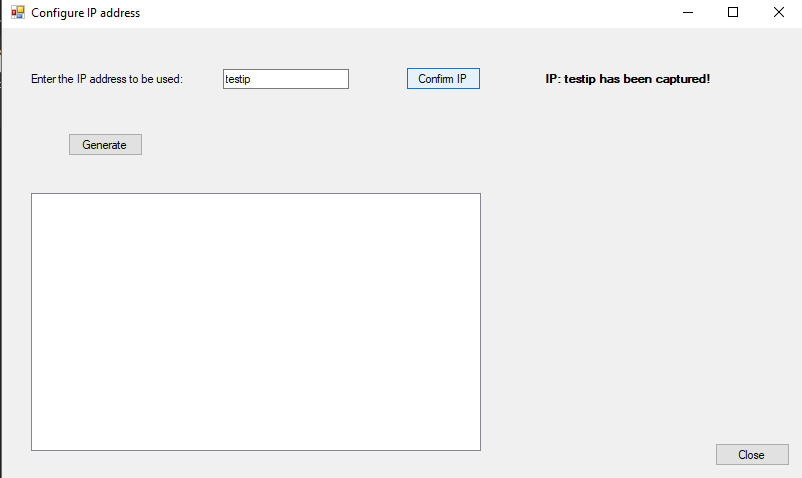 Configure IP address
Enter the IP address to be used: testip Confirm IP IP: testip has been captured!
Generate
Close